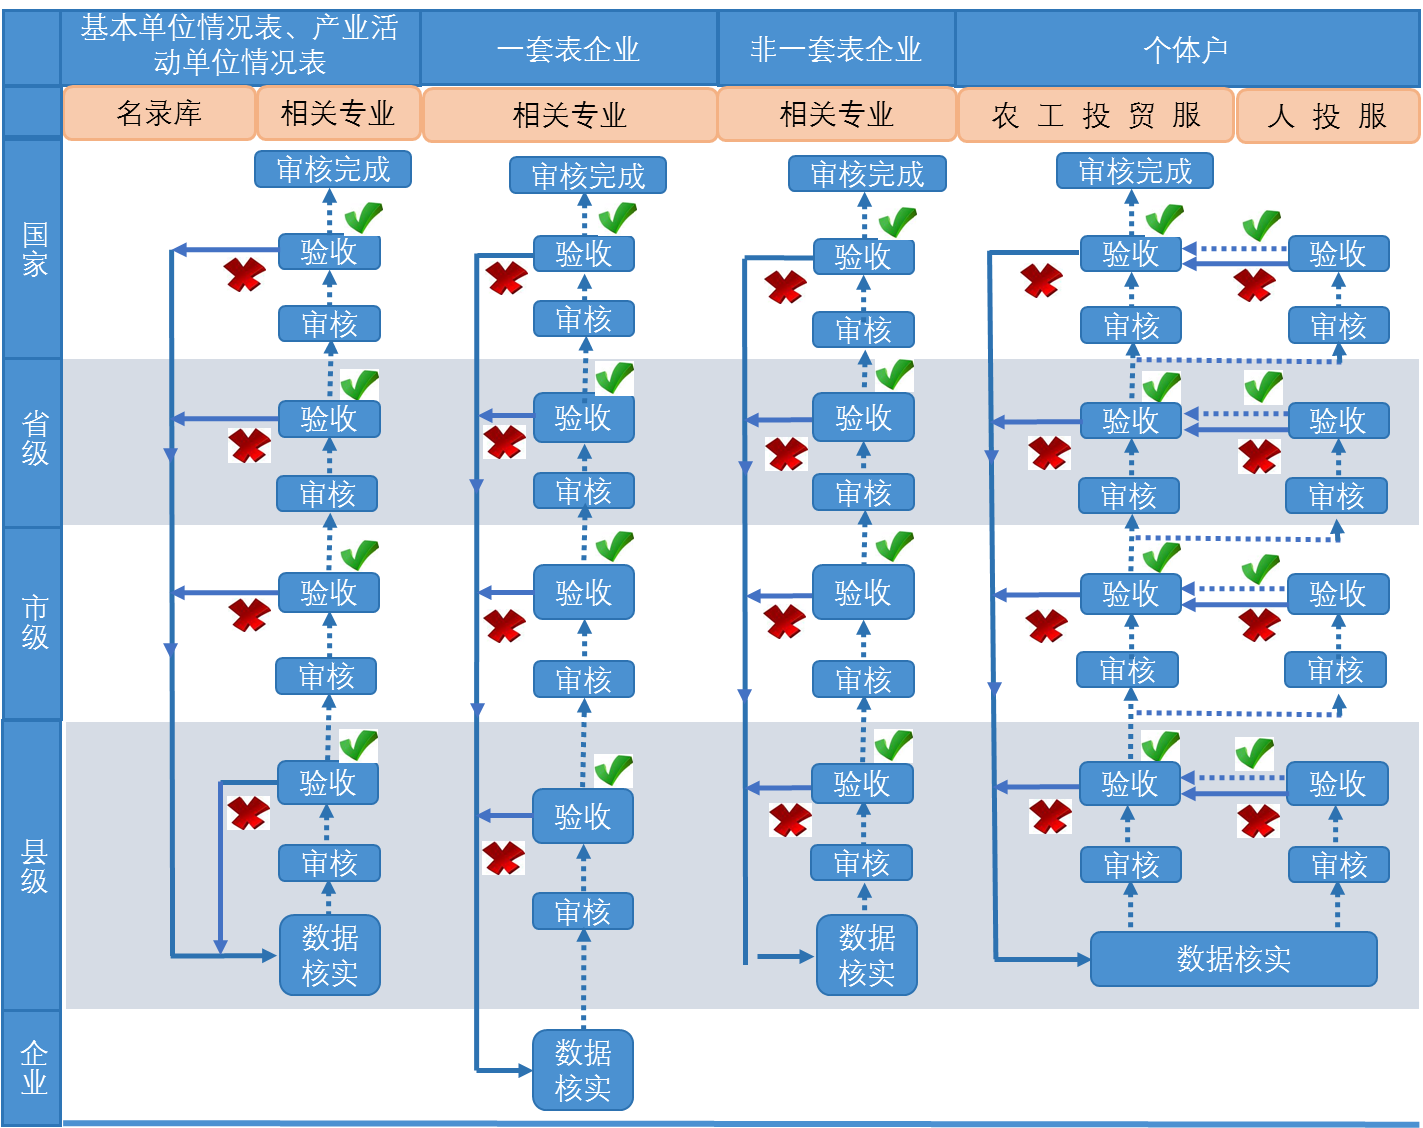 基本单位情况表、产业活
动单位情况表
一套表企业
非一套表企业
个体户
名录库
相关专业
相关专业
相关专业
农 工 投 贸 服
人 投 服
国
家
审核完成
审核完成
审核完成
审核完成
验收
验收
验收
验收
验收
审核
审核
审核
审核
审核
省
级
验收
验收
验收
验收
验收
审核
审核
审核
审核
审核
市
级
验收
验收
验收
验收
验收
审核
审核
审核
审核
审核
县
级
验收
验收
验收
验收
验收
审核
审核
审核
审核
审核
数据
核实
数据
核实
数据核实
企
业
数据
核实